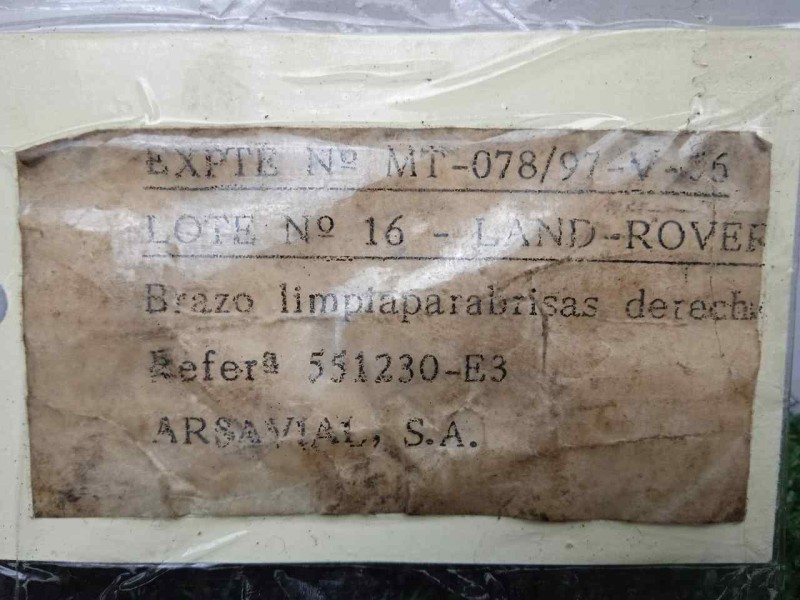 EXPTE Nº MT-078/97-V-
LOTE Nº 16 - LAND-ROVER
Brazo limpiaparabrisas derech
Referª 551230-E3
ARSAVIAL, S.A.